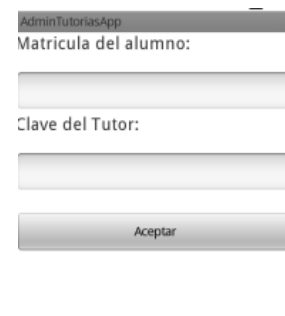 AdminTutoriasApp
Matricula del alumno:
Clave del Tutor:
Aceptar